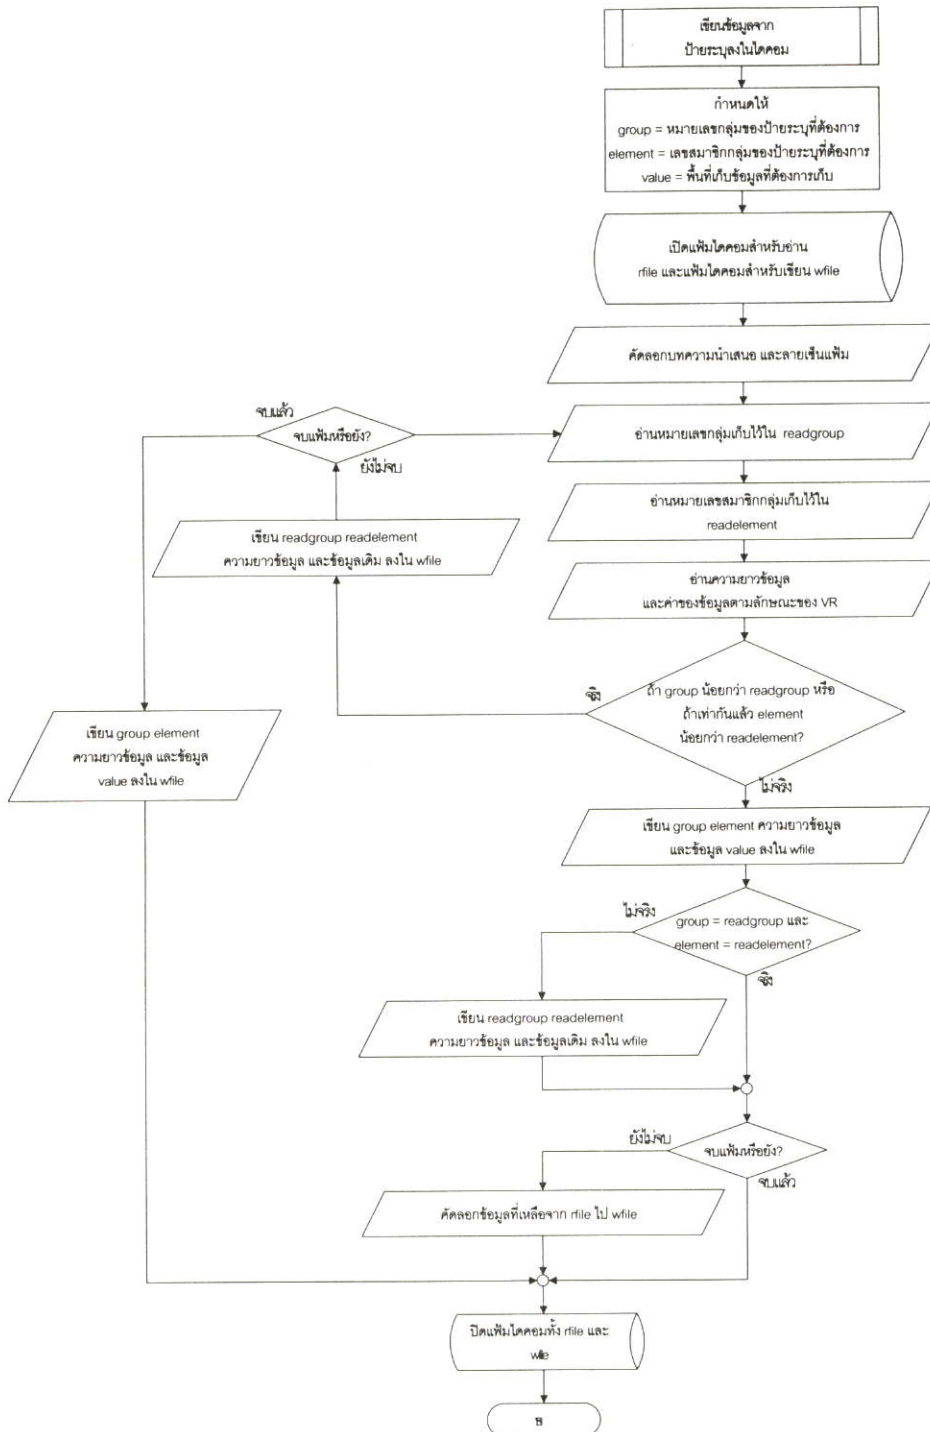 เขียนข้อมูลจาก
ป้ายระบุลงในไดคอม
กำหนดให้
group = หมายเลขกลุ่มของป้ายระบุที่ต้องการ
element = เลขสมาชิกกลุ่มของป้ายระบุที่ต้องการ
value = พื้นที่เก็บข้อมูลที่ต้องการเก็บ
เปิดแฟ้มไดคอมสำหรับอ่าน
rfile และแฟ้มไดคอมสำหรับเขียน wfile
คัดลอกบทความนำเสนอ และลายเซ็นแฟ้ม
จบแล้ว
จบแฟ้มหรือยัง?
ยังไม่จบ
อ่านหมายเลขกลุ่มเก็บไว้ใน readgroup
อ่านหมายเลขสมาชิกกลุ่มเก็บไว้ใน
readelement
เขียน readgroup readelement
ความยาวข้อมูล และข้อมูลเดิม ลงใน wfile
อ่านความยาวข้อมูล
และค่าของข้อมูลตามลักษณะของ VR
จริง
ถ้า group น้อยกว่า readgroup หรือ
ถ้าเท่ากันแล้ว element
น้อยกว่า readelement?
ไม่จริง
เขียน group element
ความยาวข้อมูล และข้อมูล
value ลงใน wfile
เขียน group element ความยาวข้อมูล
และข้อมูล value ลงใน wfile
ไม่จริง
group = readgroup และ
element = readelement?
จริง
เขียน readgroup readelement
ความยาวข้อมูล และข้อมูลเดิม ลงใน wfile
ยังไม่จบ
จบแฟ้มหรือยัง?
จบแล้ว
คัดลอกข้อมูลที่เหลือจาก rfile ไป wfile
ปิดแฟ้มไดคอมทั้ง rfile และ
wfile